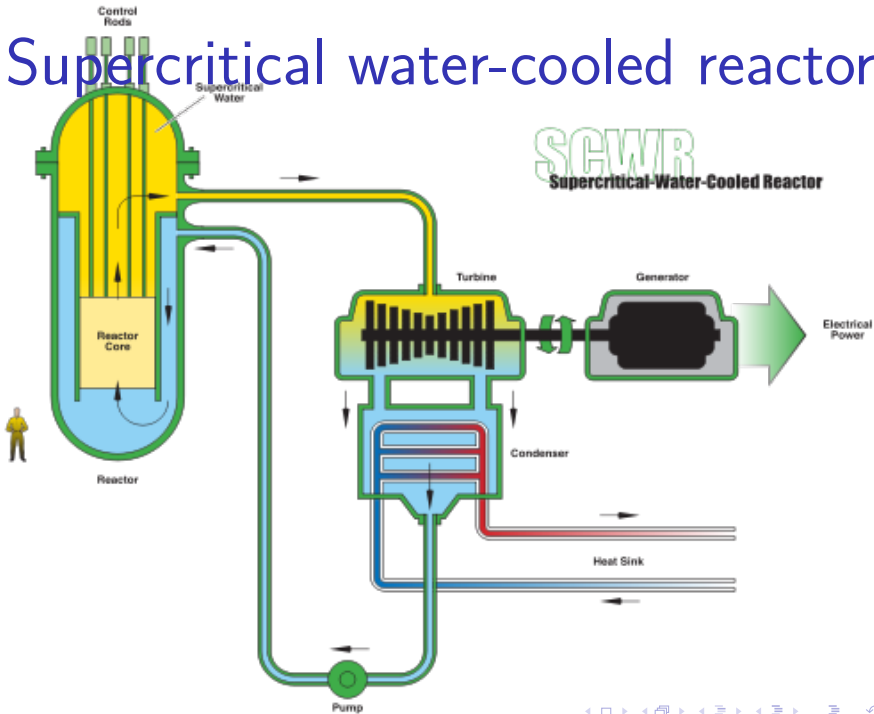 Control
Rods
Supercritical water-cooled reactor
Supercritical
Water
SCWR
Supercritical-Water-Cooled Reactor
Turbine
Generator
Electrical
Power
Reactor
Core
Condenser
Reactor
Heat Sink
Pump